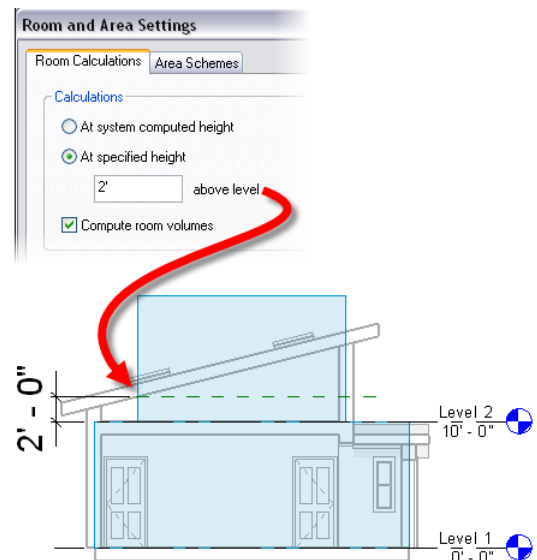 Room and Area Settings
Room Calculations
Area Schemes
Calculations
At system computed height
At specified height
2'
above level
Compute room volumes
2' - 0"
Level 2
10' - 0"
Level 1
0' - 0"